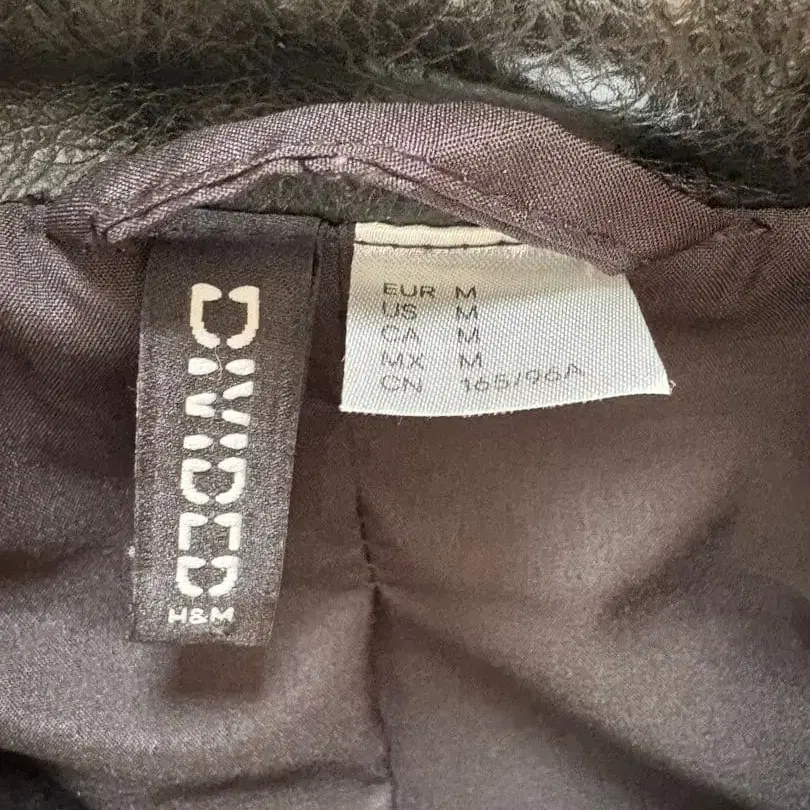 DIVIDED
H&M
EUR M
US M
CA M
MX M
CN 165/96A